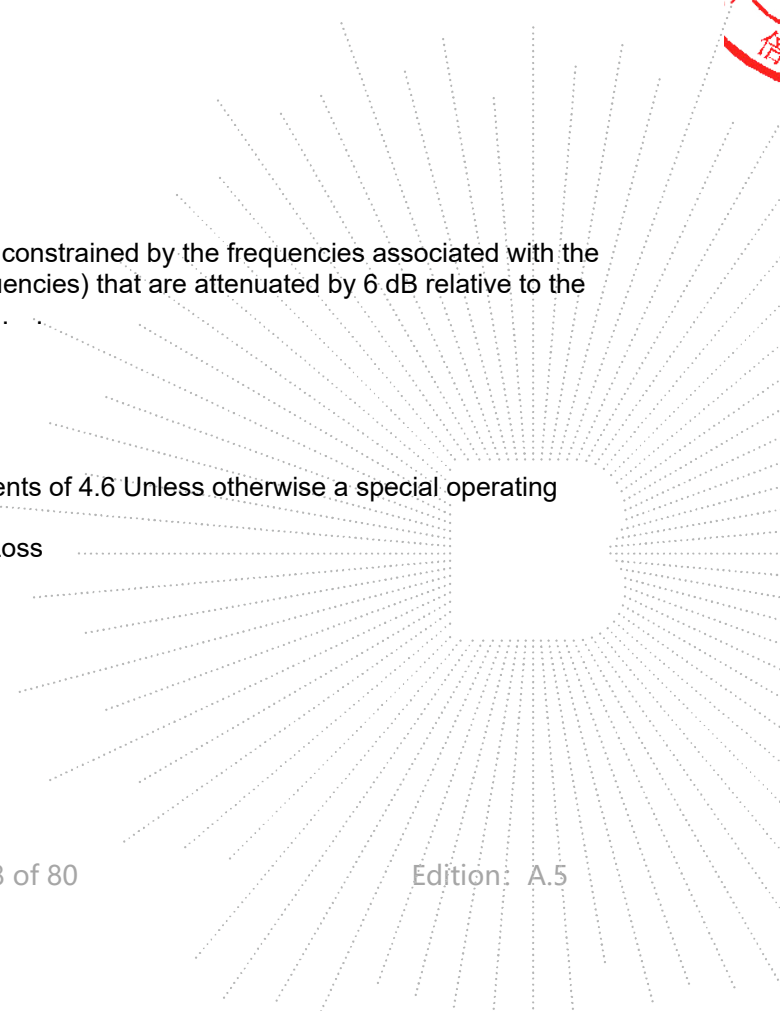 倍
constrained by the frequencies associated with the
uencies) that are attenuated by 6 dB relative to the
. .
ents of 4.6 Unless otherwise a special operating
oss
of 80 Edition: A.5